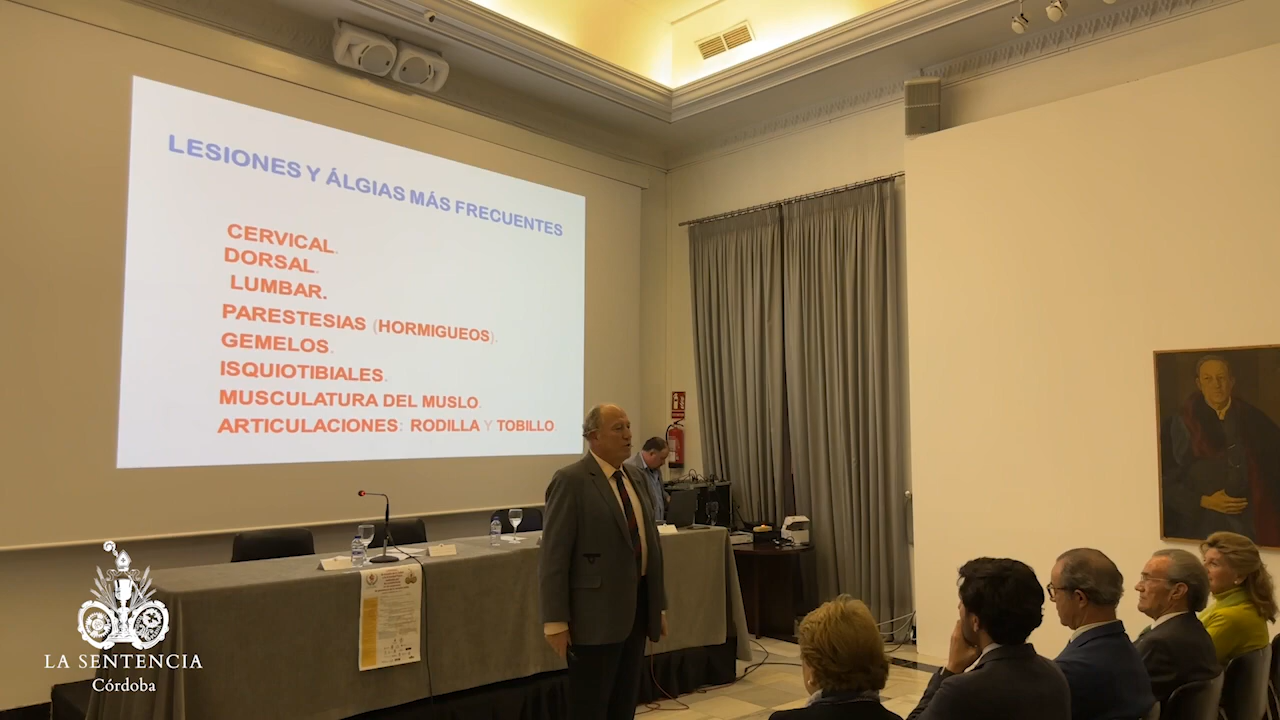 LESIONES Y ÁLGIAS MÁS FRECUENTES
CERVICAL.
DORSAL.
LUMBAR.
PARESTESIAS (HORMIGUEOS).
GEMELOS.
ISQUIOTIBIALES.
MUSCULATURA DEL MUSLO.
ARTICULACIONES: RODILLA Y TOBILLO
LA SENTENCIA
Córdoba